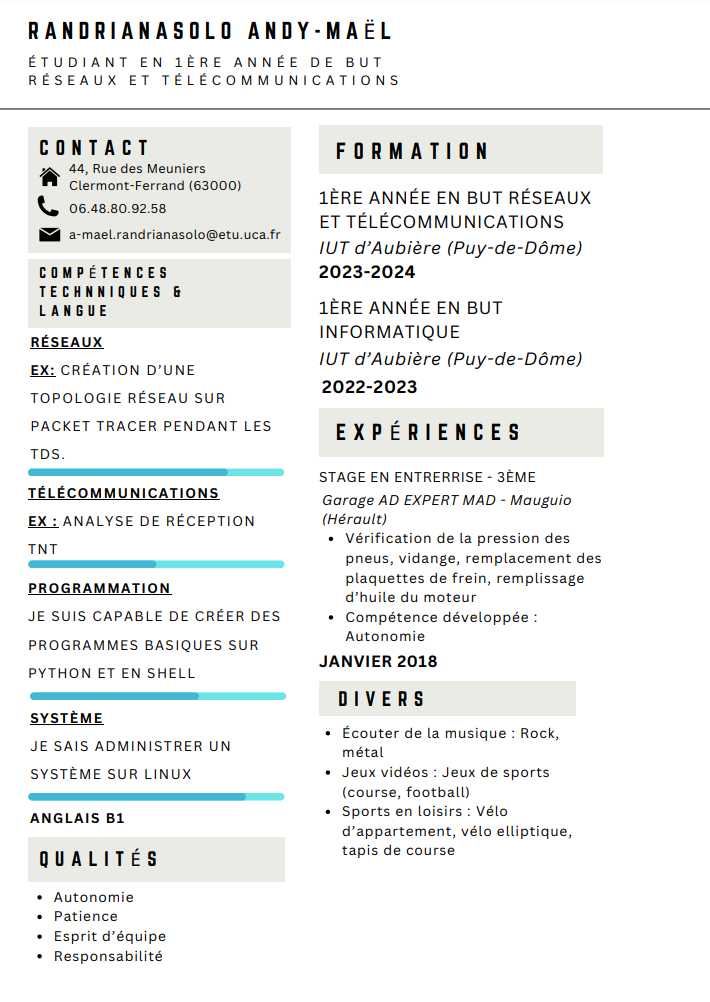 RANDRIANASOLO ANDY-MAËL
ÉTUDIANT EN 1ÈRE ANNÉE DE BUT
RÉSEAUX ET TÉLÉCOMMUNICATIONS
CONTACT
44, Rue des Meuniers
Clermont-Ferrand (63000)
06.48.80.92.58
a-mael.randrianasolo@etu.uca.fr
COMPÉTENCES
TECHNNIQUES &
LANGUE
RÉSEAUX
EX: CRÉATION D’UNE
TOPOLOGIE RÉSEAU SUR
PACKET TRACER PENDANT LES
TDS.
TÉLÉCOMMUNICATIONS
EX : ANALYSE DE RÉCEPTION
TNT
PROGRAMMATION
JE SUIS CAPABLE DE CRÉER DES
PROGRAMMES BASIQUES SUR
PYTHON ET EN SHELL
SYSTÈME
JE SAIS ADMINISTRER UN
SYSTÈME SUR LINUX
ANGLAIS B1
QUALITÉS
• Autonomie
• Patience
• Esprit d’équipe
• Responsabilité
FORMATION
1ÈRE ANNÉE EN BUT RÉSEAUX
ET TÉLÉCOMMUNICATIONS
IUT d’Aubière (Puy-de-Dôme)
2023-2024
1ÈRE ANNÉE EN BUT
INFORMATIQUE
IUT d’Aubière (Puy-de-Dôme)
2022-2023
EXPÉRIENCES
STAGE EN ENTRERRISE - 3ÈME
Garage AD EXPERT MAD - Mauguio
(Hérault)
• Vérification de la pression des
pneus, vidange, remplacement des
plaquettes de frein, remplissage
d’huile du moteur
• Compétence développée :
Autonomie
JANVIER 2018
DIVERS
• Écouter de la musique : Rock,
métal
• Jeux vidéos : Jeux de sports
(course, football)
• Sports en loisirs : Vélo
d’appartement, vélo elliptique,
tapis de course